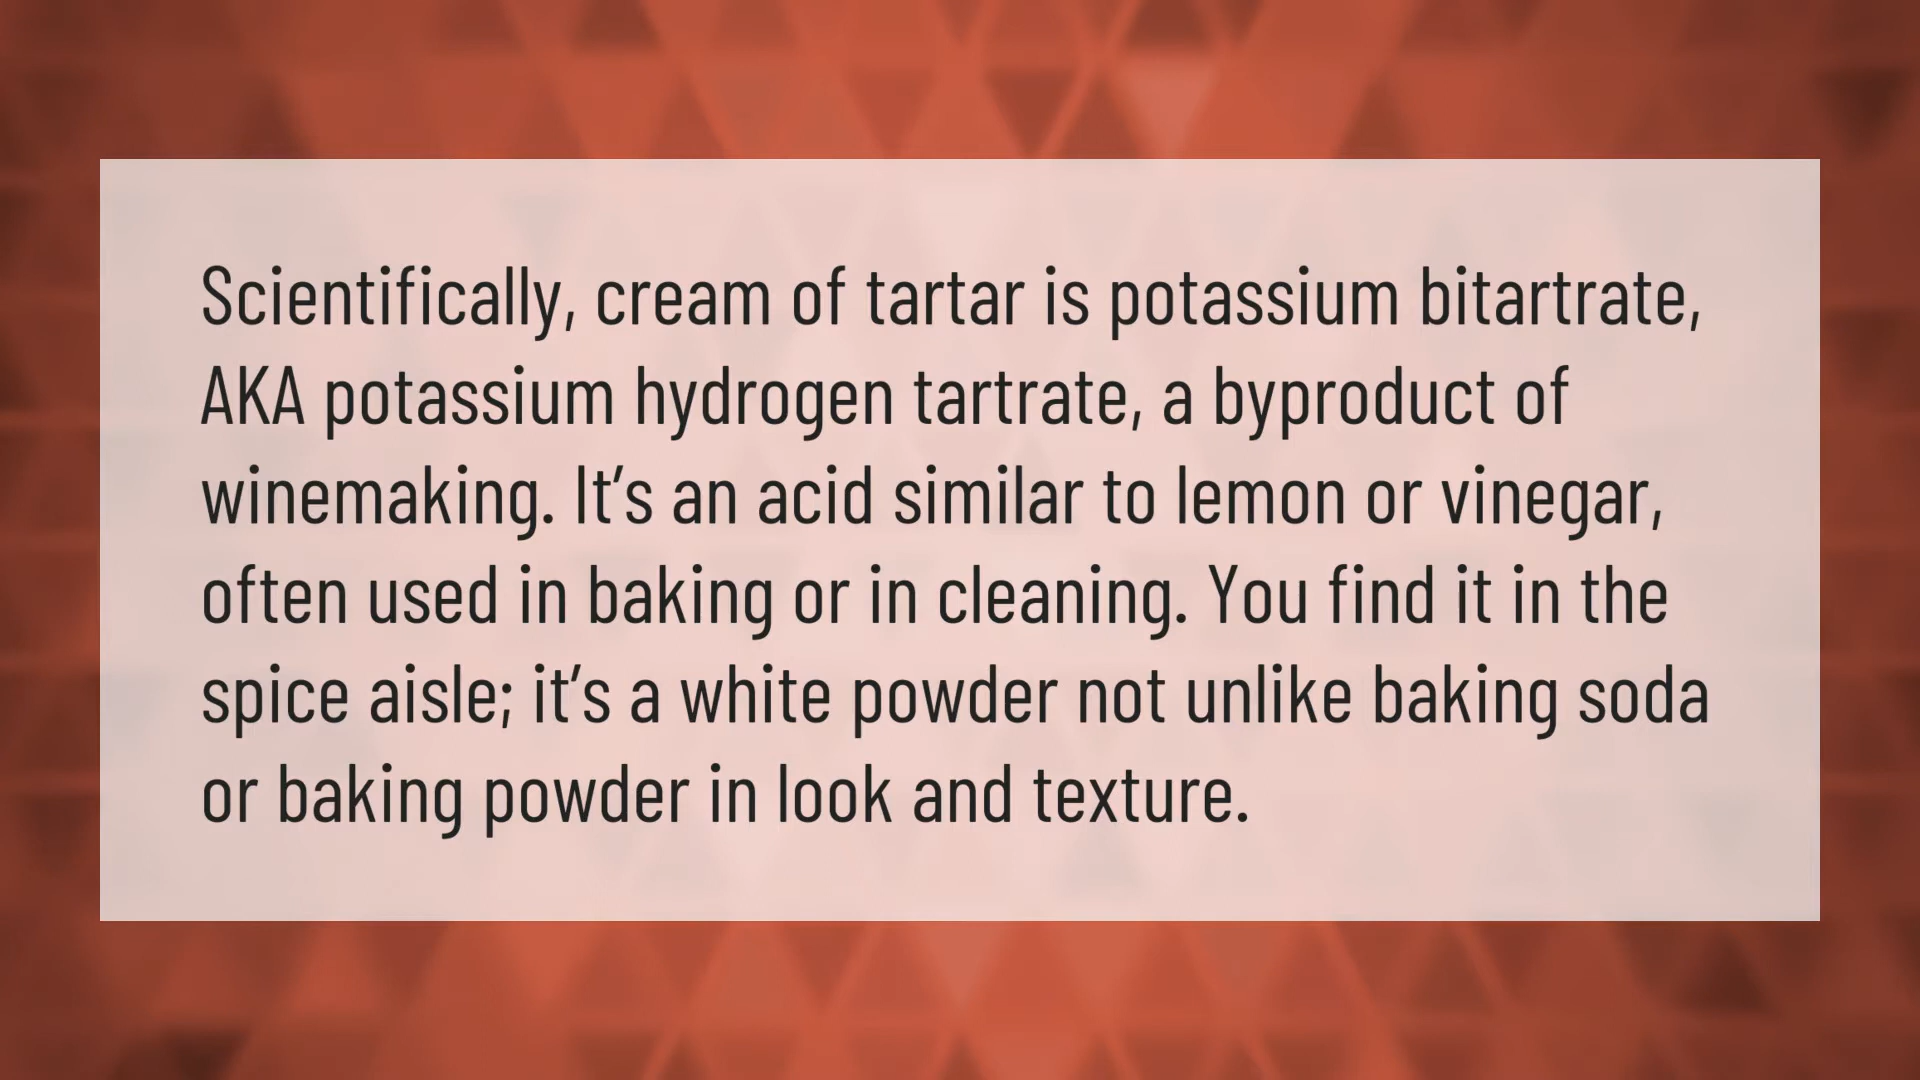 Scientifically, cream of tartar is potassium bitartrate,
AKA potassium hydrogen tartrate, a byproduct of
winemaking. It’s an acid similar to lemon or vinegar,
often used in baking or in cleaning. You find it in the
spice aisle; it’s a white powder not unlike baking soda
or baking powder in look and texture.